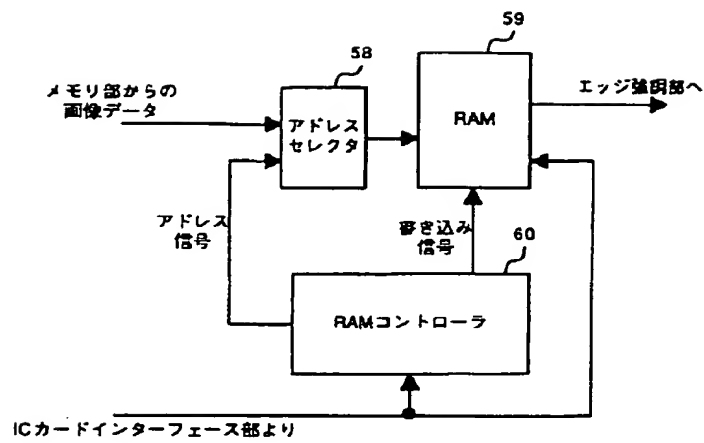 59
58
メモリ部からの
画像データ
アドレス
セレクタ
RAM
エッジ強調部へ
アドレス
信号
書き込み
信号
60
RAMコントローラ
ICカードインターフェース部より